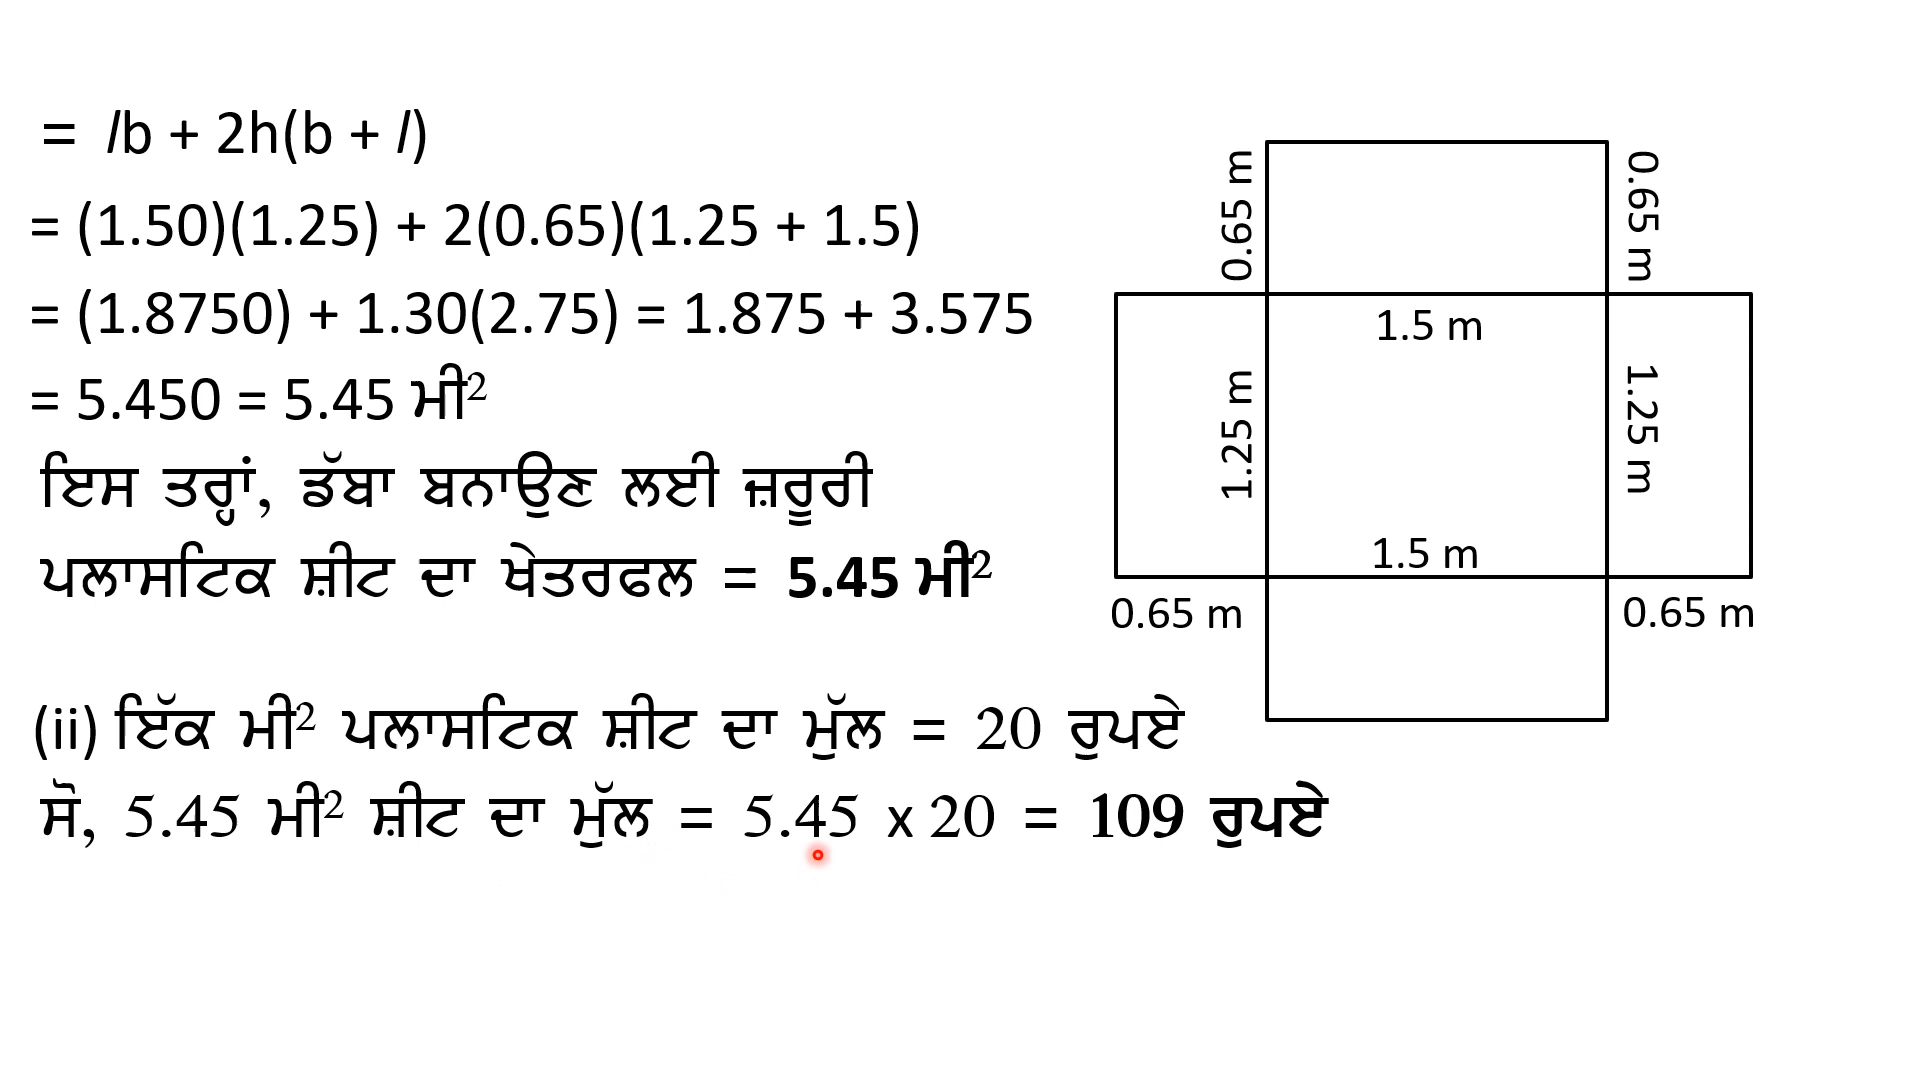 = lb + 2h(b + l)
= (1.50)(1.25) + 2(0.65)(1.25 + 1.5)
= (1.8750) + 1.30(2.75) = 1.875 + 3.575
= 5.450 = 5.45 ਮੀ²
ਇਸ ਤਰ੍ਹਾਂ, ਡੱਬਾ ਬਨਾਉਣ ਲਈ ਜ਼ਰੂਰੀ
ਪਲਾਸਟਿਕ ਸ਼ੀਟ ਦਾ ਖੇਤਰਫਲ = 5.45 ਮੀ²
(ii) ਇੱਕ ਮੀ² ਪਲਾਸਟਿਕ ਸ਼ੀਟ ਦਾ ਮੁੱਲ = 20 ਰੁਪਏ
ਸੋ, 5.45 ਮੀ² ਸ਼ੀਟ ਦਾ ਮੁੱਲ = 5.45 x 20 = 109 ਰੁਪਏ
0.65 m
0.65 m
1.5 m
1.25 m
1.25 m
1.5 m
0.65 m
0.65 m